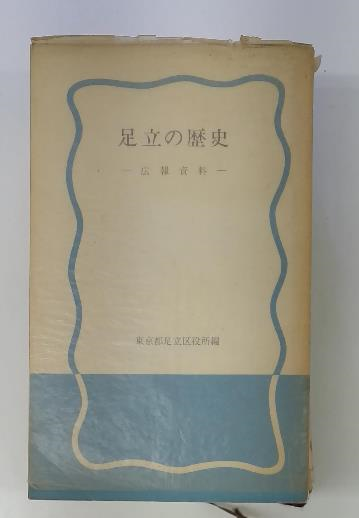 足立の歴史
― 広報資料 ―
東京都足立区役所編